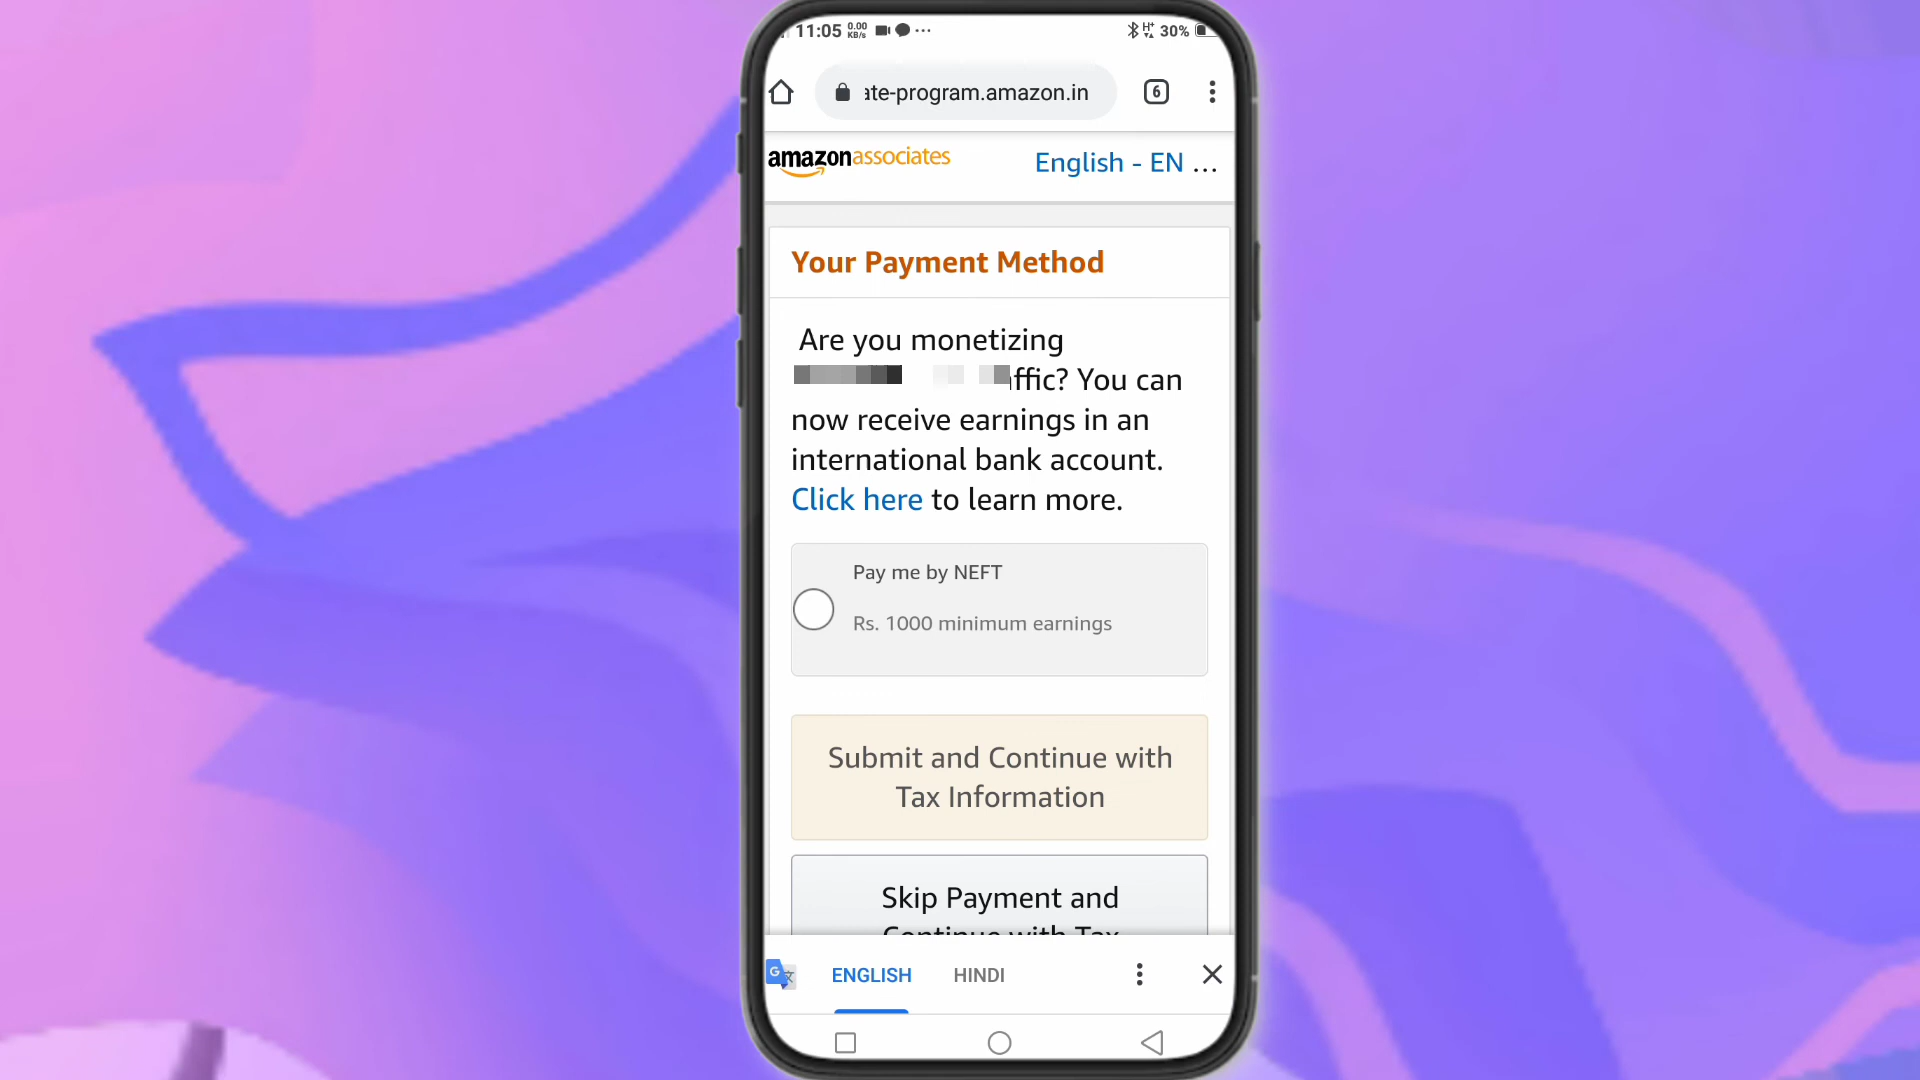 11:05 0.00 KB/s 30%
ate-program.amazon.in 6
amazonassociates English - EN ...
Your Payment Method
Are you monetizing
ffic? You can
now receive earnings in an
international bank account.
Click here to learn more.
Pay me by NEFT
Rs. 1000 minimum earnings
Submit and Continue with
Tax Information
Skip Payment and
Continue with Tax
ENGLISH HINDI